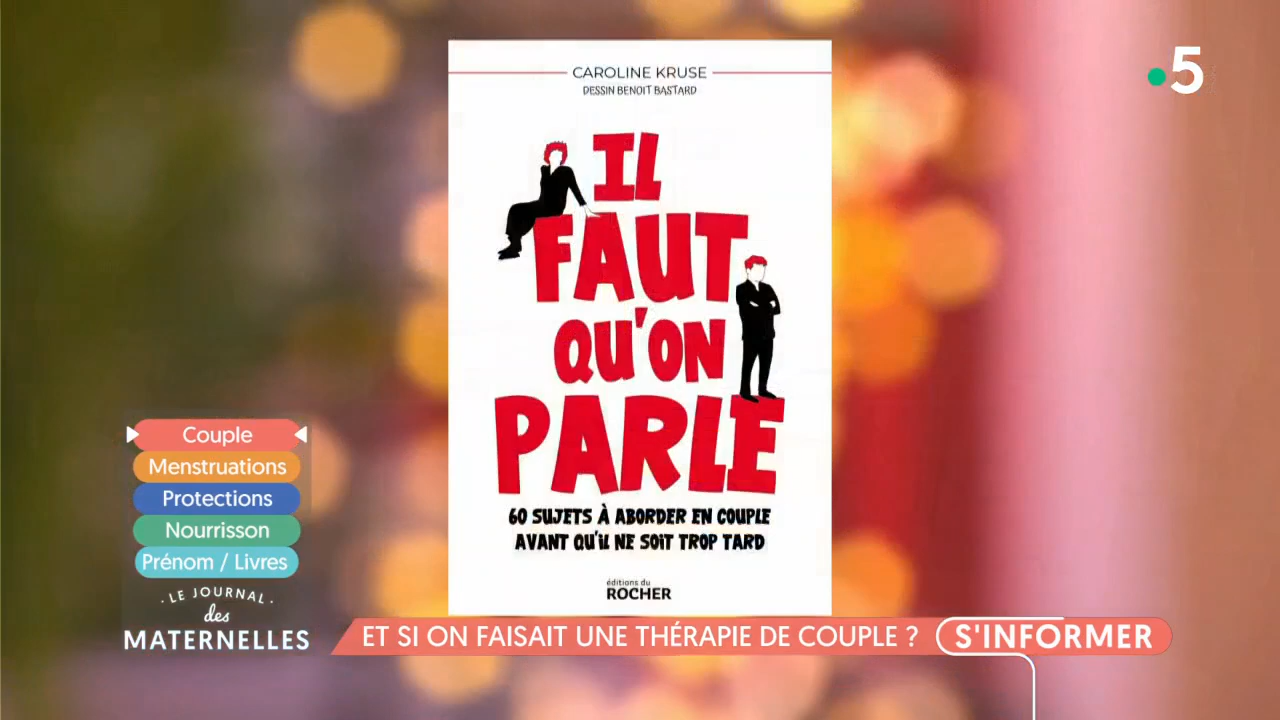 CAROLINE KRUSE
DESSIN BENOIT BASTARD
IL
FAUT
QU'ON
PARLE
60 SUJETS À ABORDER EN COUPLE
AVANT QU'IL NE SOIT TROP TARD
éditions du
ROCHER
5
Couple
Menstruations
Protections
Nourrisson
Prénom / Livres
• LE JOURNAL •
des
MATERNELLES
ET SI ON FAISAIT UNE THÉRAPIE DE COUPLE ?
S'INFORMER